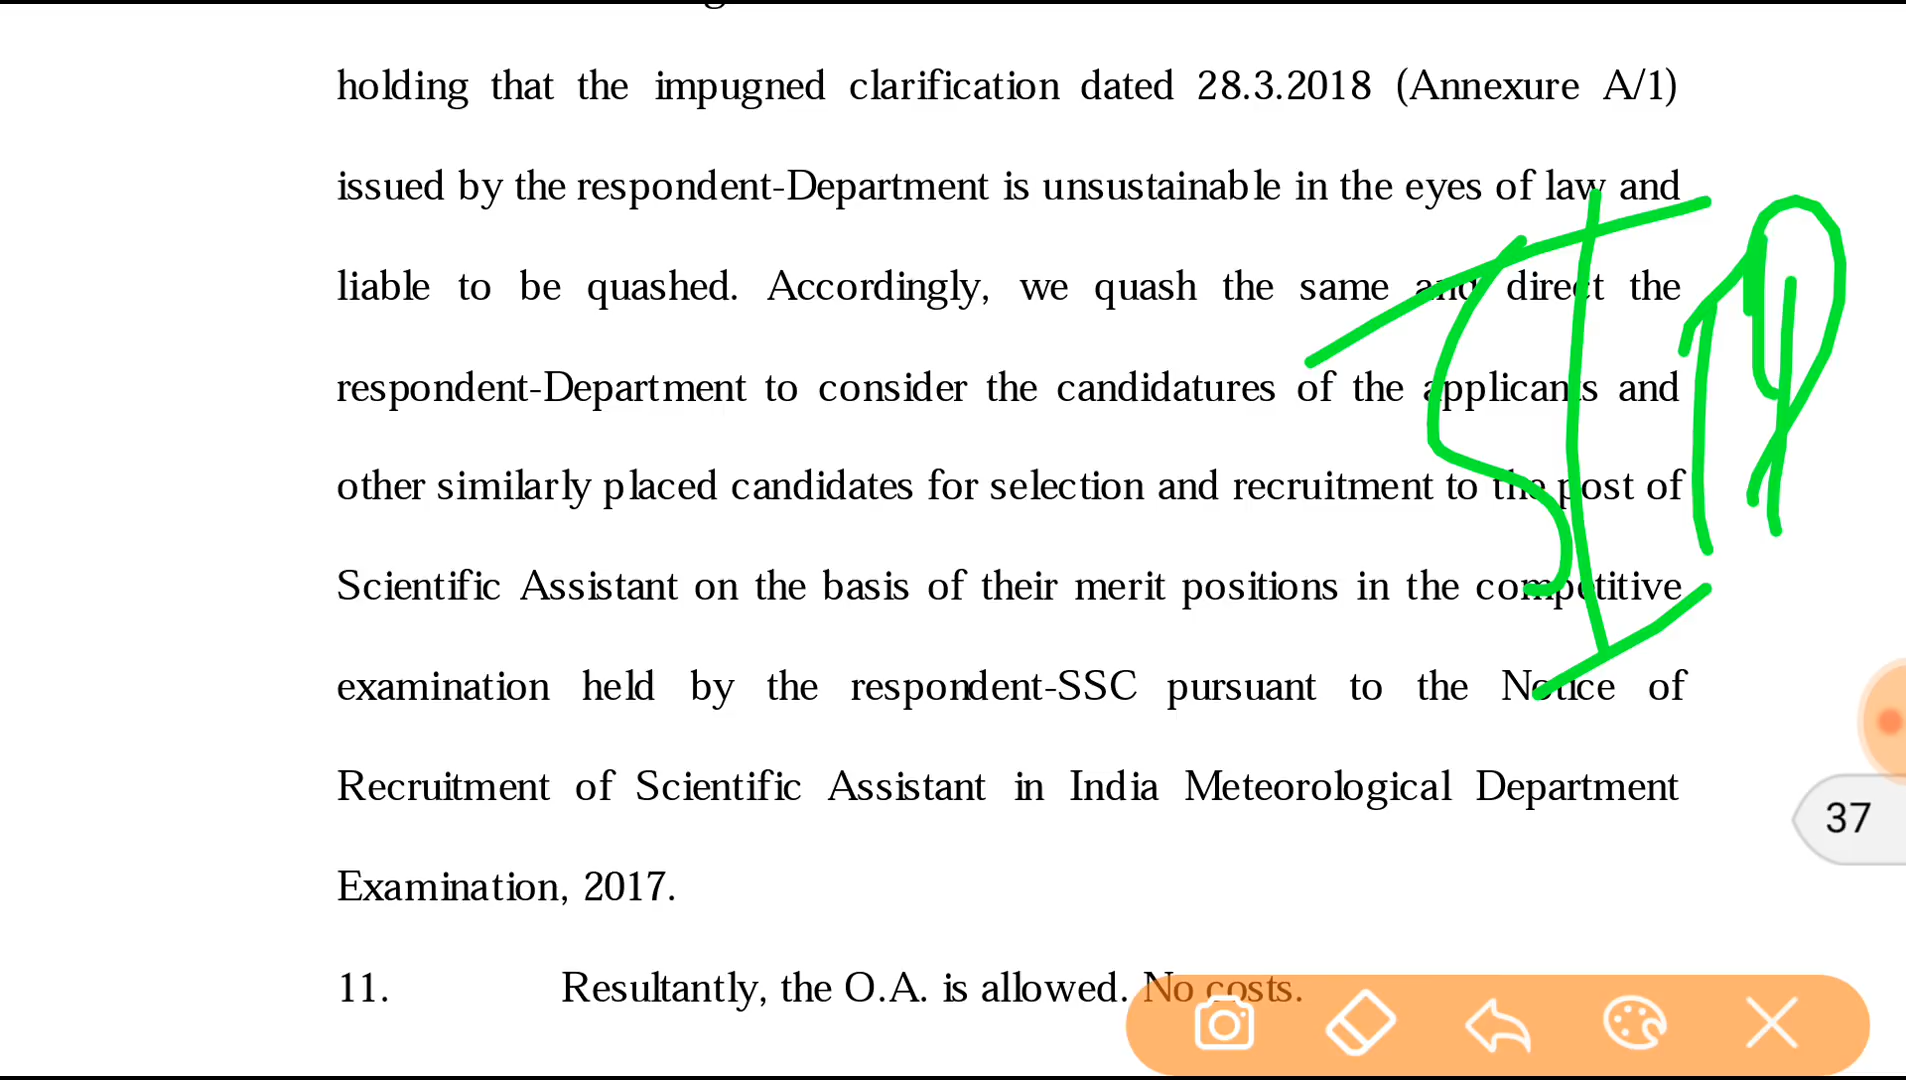 holding that the impugned clarification dated 28.3.2018 (Annexure A/1)
issued by the respondent-Department is unsustainable in the eyes of law and
liable to be quashed. Accordingly, we quash the same and direct the
respondent-Department to consider the candidatures of the applicants and
other similarly placed candidates for selection and recruitment to the post of
Scientific Assistant on the basis of their merit positions in the competitive
examination held by the respondent-SSC pursuant to the Notice of
Recruitment of Scientific Assistant in India Meteorological Department
37
Examination, 2017.
11. Resultantly, the O.A. is allowed. No costs.